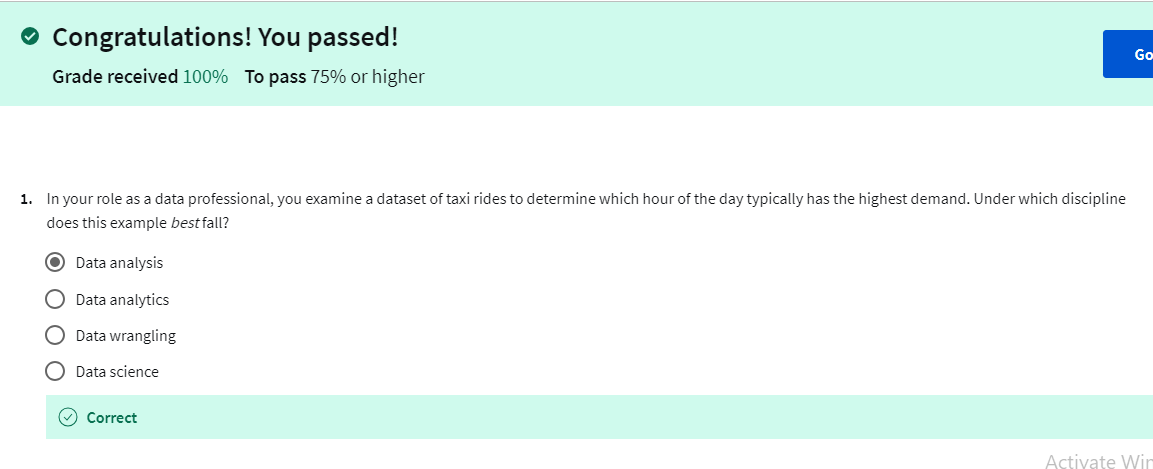 Congratulations! You passed!
Go
Grade received 100% To pass 75% or higher
1. In your role as a data professional, you examine a dataset of taxi rides to determine which hour of the day typically has the highest demand. Under which discipline
does this example best fall?
Data analysis
Data analytics
Data wrangling
Data science
Correct
Activate Win